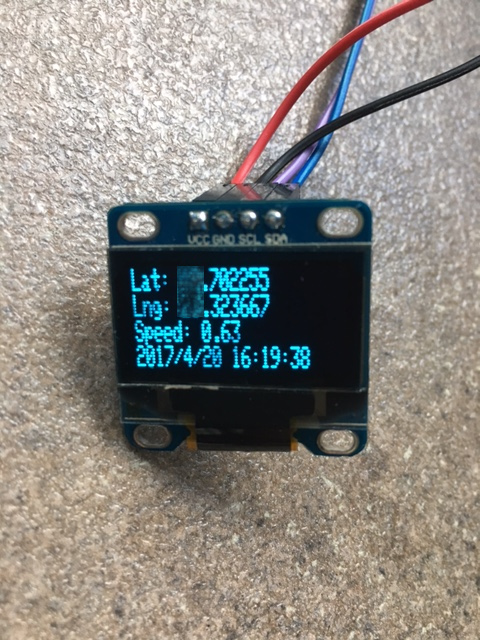 VCC GND SCL SDA
Lat: .702255
Lng: .323667
Speed: 0.63
2017/4/20 16:19:38